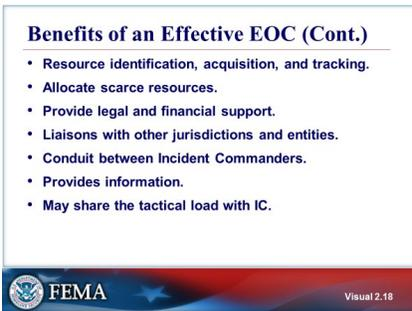 Benefits of an Effective EOC (Cont.)
• Resource identification, acquisition, and tracking.
• Allocate scarce resources.
• Provide legal and financial support.
• Liaisons with other jurisdictions and entities.
• Conduit between Incident Commanders.
• Provides information.
• May share the tactical load with IC.
FEMA
Visual 2.18